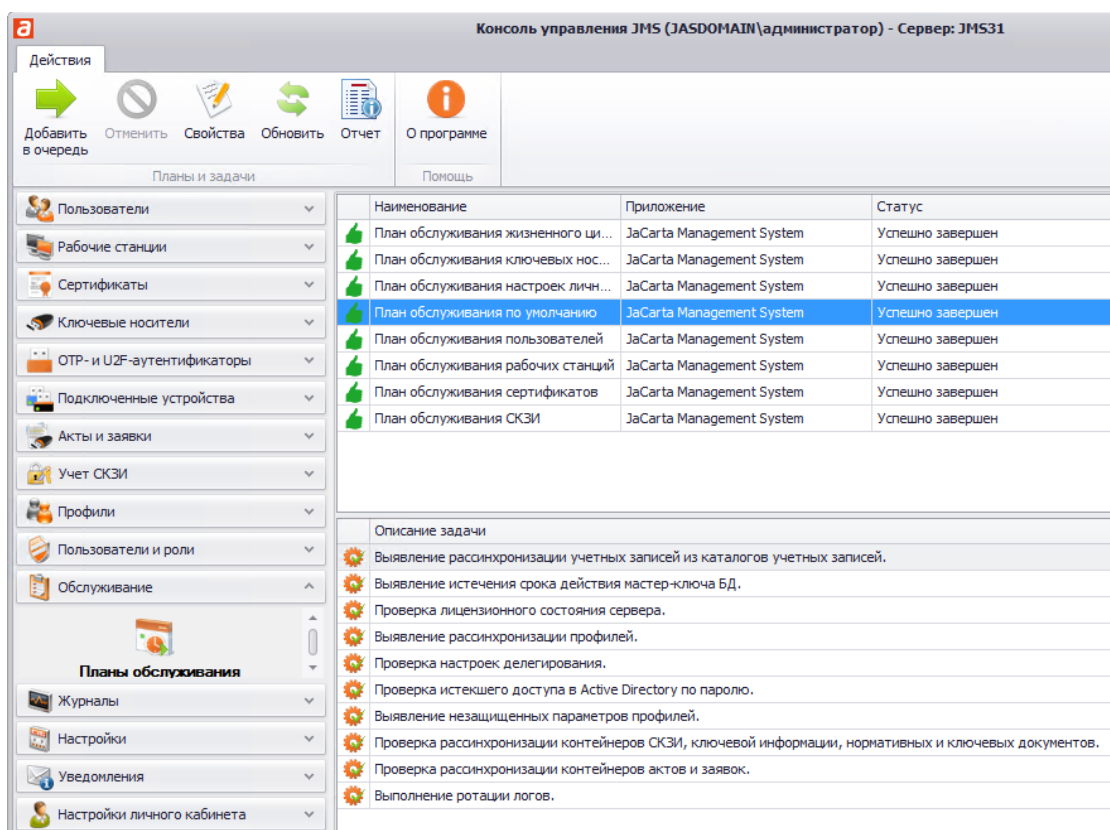 Консоль управления JMS (JASDOMAIN\администратор) - Сервер: JMS31
Действия
Добавить в очередь
Отменить
Свойства
Обновить
Отчет
О программе
Планы и задачи
Помощь
Пользователи
Рабочие станции
Сертификаты
Ключевые носители
OTP- и U2F-аутентификаторы
Подключенные устройства
Акты и заявки
Учет СКЗИ
Профили
Пользователи и роли
Обслуживание
Планы обслуживания
Журналы
Настройки
Уведомления
Настройки личного кабинета
Наименование Приложение Статус
План обслуживания жизненного ци... JaCarta Management System Успешно завершен
План обслуживания ключевых нос... JaCarta Management System Успешно завершен
План обслуживания настроек личн... JaCarta Management System Успешно завершен
План обслуживания по умолчанию JaCarta Management System Успешно завершен
План обслуживания пользователей JaCarta Management System Успешно завершен
План обслуживания рабочих станций JaCarta Management System Успешно завершен
План обслуживания сертификатов JaCarta Management System Успешно завершен
План обслуживания СКЗИ JaCarta Management System Успешно завершен
Описание задачи
Выявление рассинхронизации учетных записей из каталогов учетных записей.
Выявление истечения срока действия мастер-ключа БД.
Проверка лицензионного состояния сервера.
Выявление рассинхронизации профилей.
Проверка настроек делегирования.
Проверка истекшего доступа в Active Directory по паролю.
Выявление незащищенных параметров профилей.
Проверка рассинхронизации контейнеров СКЗИ, ключевой информации, нормативных и ключевых документов.
Проверка рассинхронизации контейнеров актов и заявок.
Выполнение ротации логов.